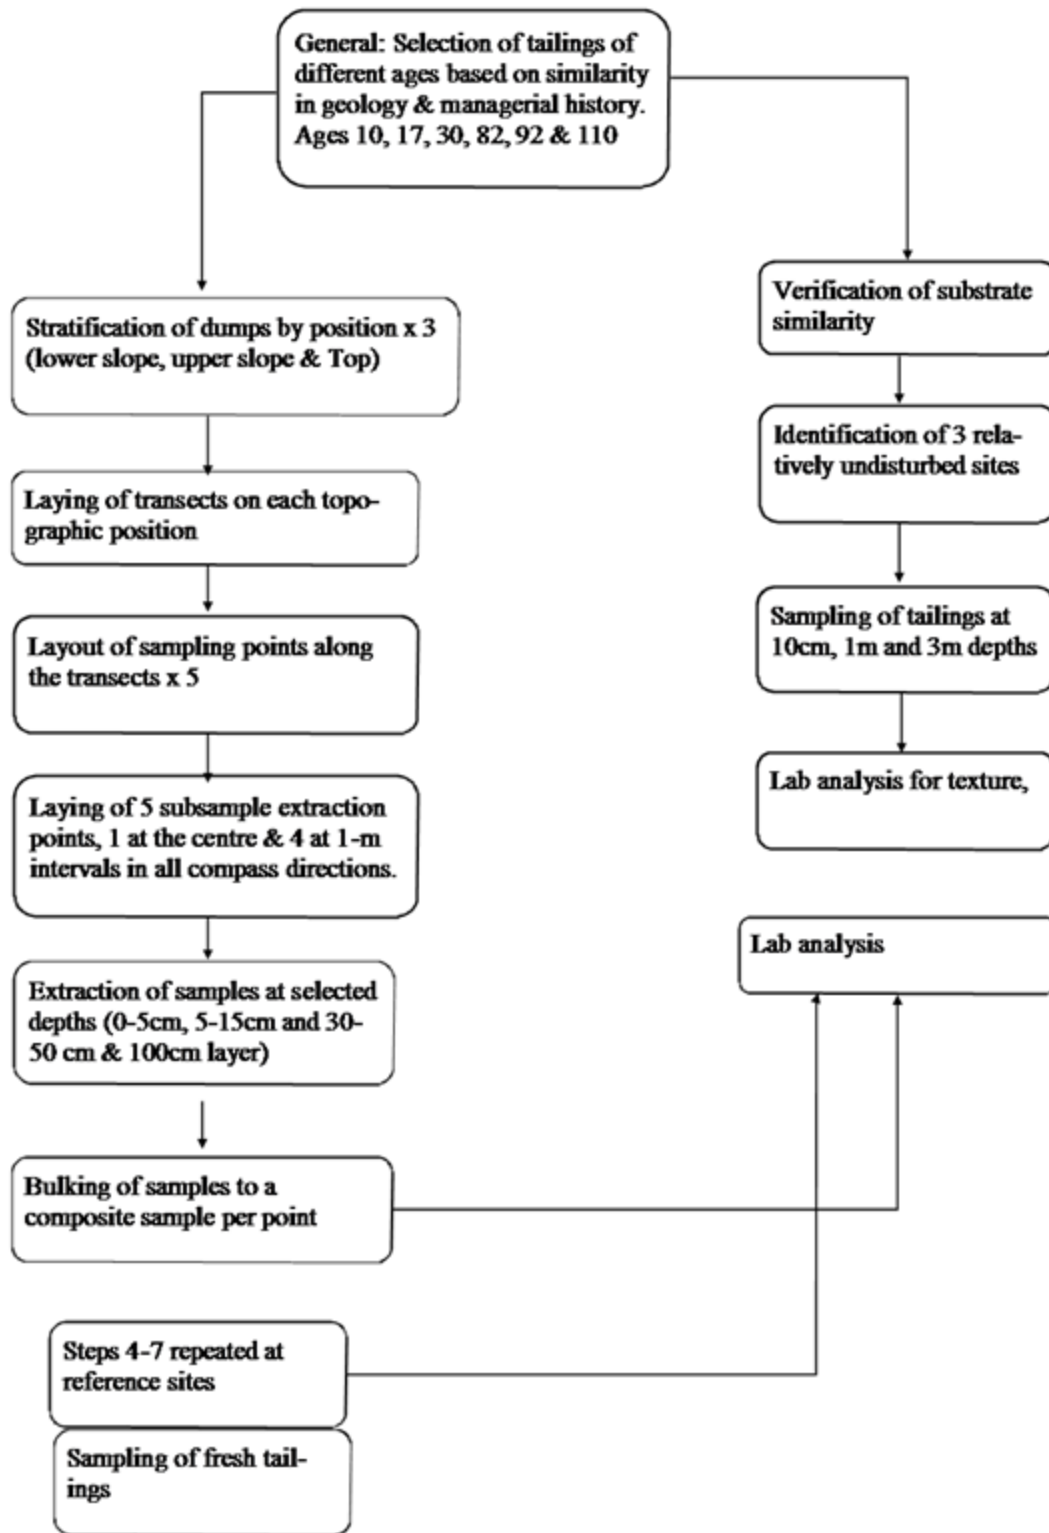 General: Selection of tailings of
different ages based on similarity
in geology & managerial history.
Ages 10, 17, 30, 82, 92 & 110
Stratification of dumps by position x 3
(lower slope, upper slope & Top)
Laying of transects on each topo-
graphic position
Layout of sampling points along
the transects x 5
Laying of 5 subsample extraction
points, 1 at the centre & 4 at 1-m
intervals in all compass directions.
Extraction of samples at selected
depths (0-5cm, 5-15cm and 30-
50 cm & 100cm layer)
Bulking of samples to a
composite sample per point
Steps 4-7 repeated at
reference sites
Sampling of fresh tail-
ings
Verification of substrate
similarity
Identification of 3 rela-
tively undisturbed sites
Sampling of tailings at
10cm, 1m and 3m depths
Lab analysis for texture,
Lab analysis